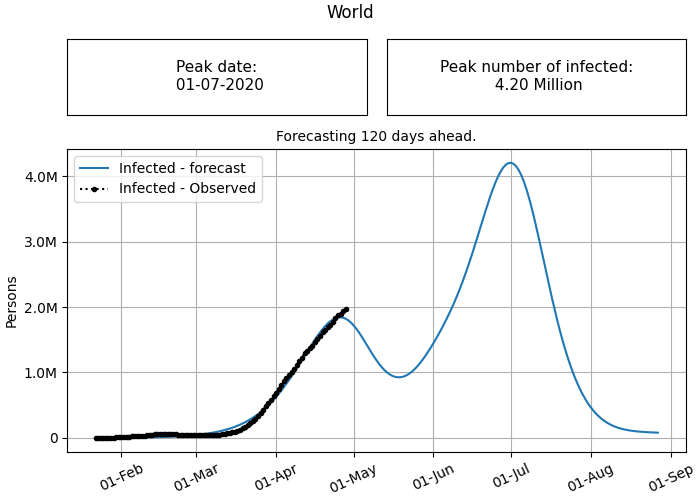 World
Peak date:
01-07-2020
Peak number of infected:
4.20 Million
Forecasting 120 days ahead.
Infected - forecast
Infected - Observed
Persons
4.0M
3.0M
2.0M
1.0M
0
01-Feb
01-Mar
01-Apr
01-May
01-Jun
01-Jul
01-Aug
01-Sep